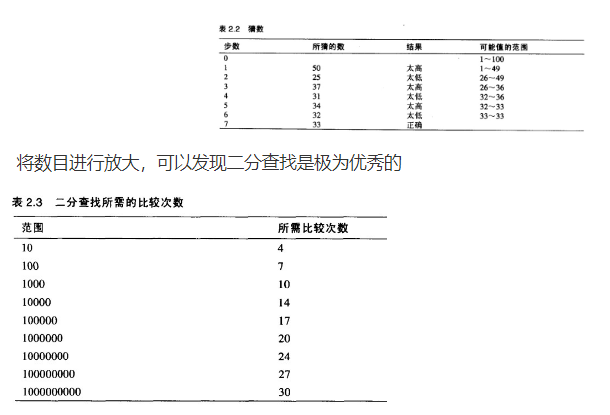 表 2.2 猜数
步数 所猜的数 结果 可能值的范围
0 1~100
1 50 太高 1~49
2 25 太低 26~49
3 37 太高 26~36
4 31 太低 32~36
5 34 太高 32~33
6 32 太低 33~33
7 33 正确
将数目进行放大，可以发现二分查找是极为优秀的
表 2.3 二分查找所需的比较次数
范围 所需比较次数
10 4
100 7
1000 10
10000 14
100000 17
1000000 20
10000000 24
100000000 27
1000000000 30